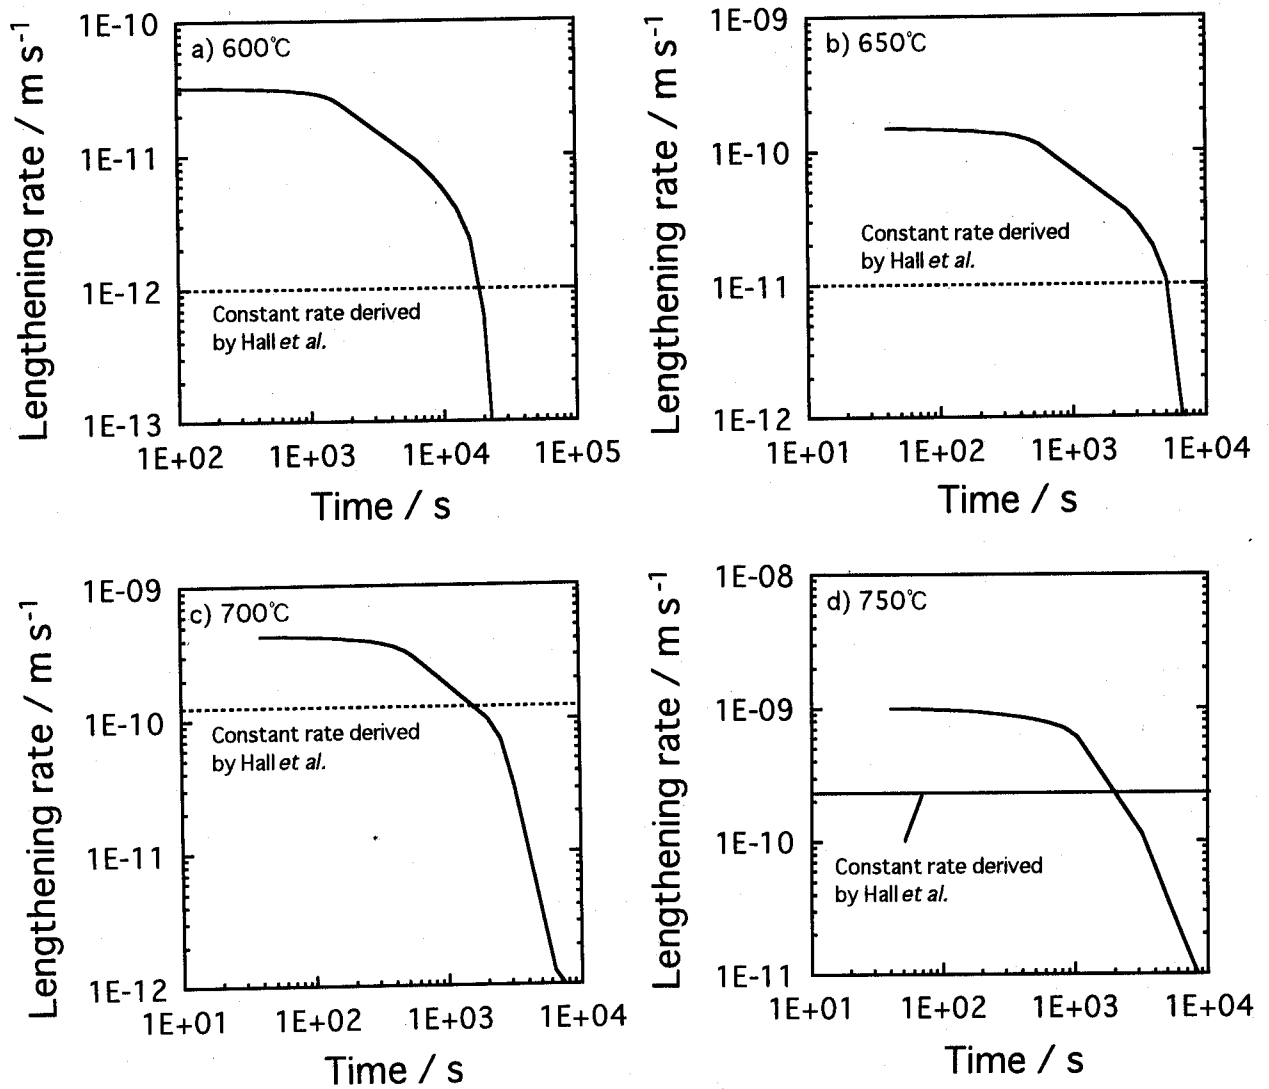 a) 600℃
Lengthening rate / m s⁻¹
1E-10
1E-11
1E-12
1E-13
Constant rate derived
by Hall et al.
1E+02 1E+03 1E+04 1E+05
Time / s
b) 650℃
Lengthening rate / m s⁻¹
1E-09
1E-10
1E-11
1E-12
Constant rate derived
by Hall et al.
1E+01 1E+02 1E+03 1E+04
Time / s
c) 700℃
Lengthening rate / m s⁻¹
1E-09
1E-10
1E-11
1E-12
Constant rate derived
by Hall et al.
1E+01 1E+02 1E+03 1E+04
Time / s
d) 750℃
Lengthening rate / m s⁻¹
1E-08
1E-09
1E-10
1E-11
Constant rate derived
by Hall et al.
1E+01 1E+02 1E+03 1E+04
Time / s